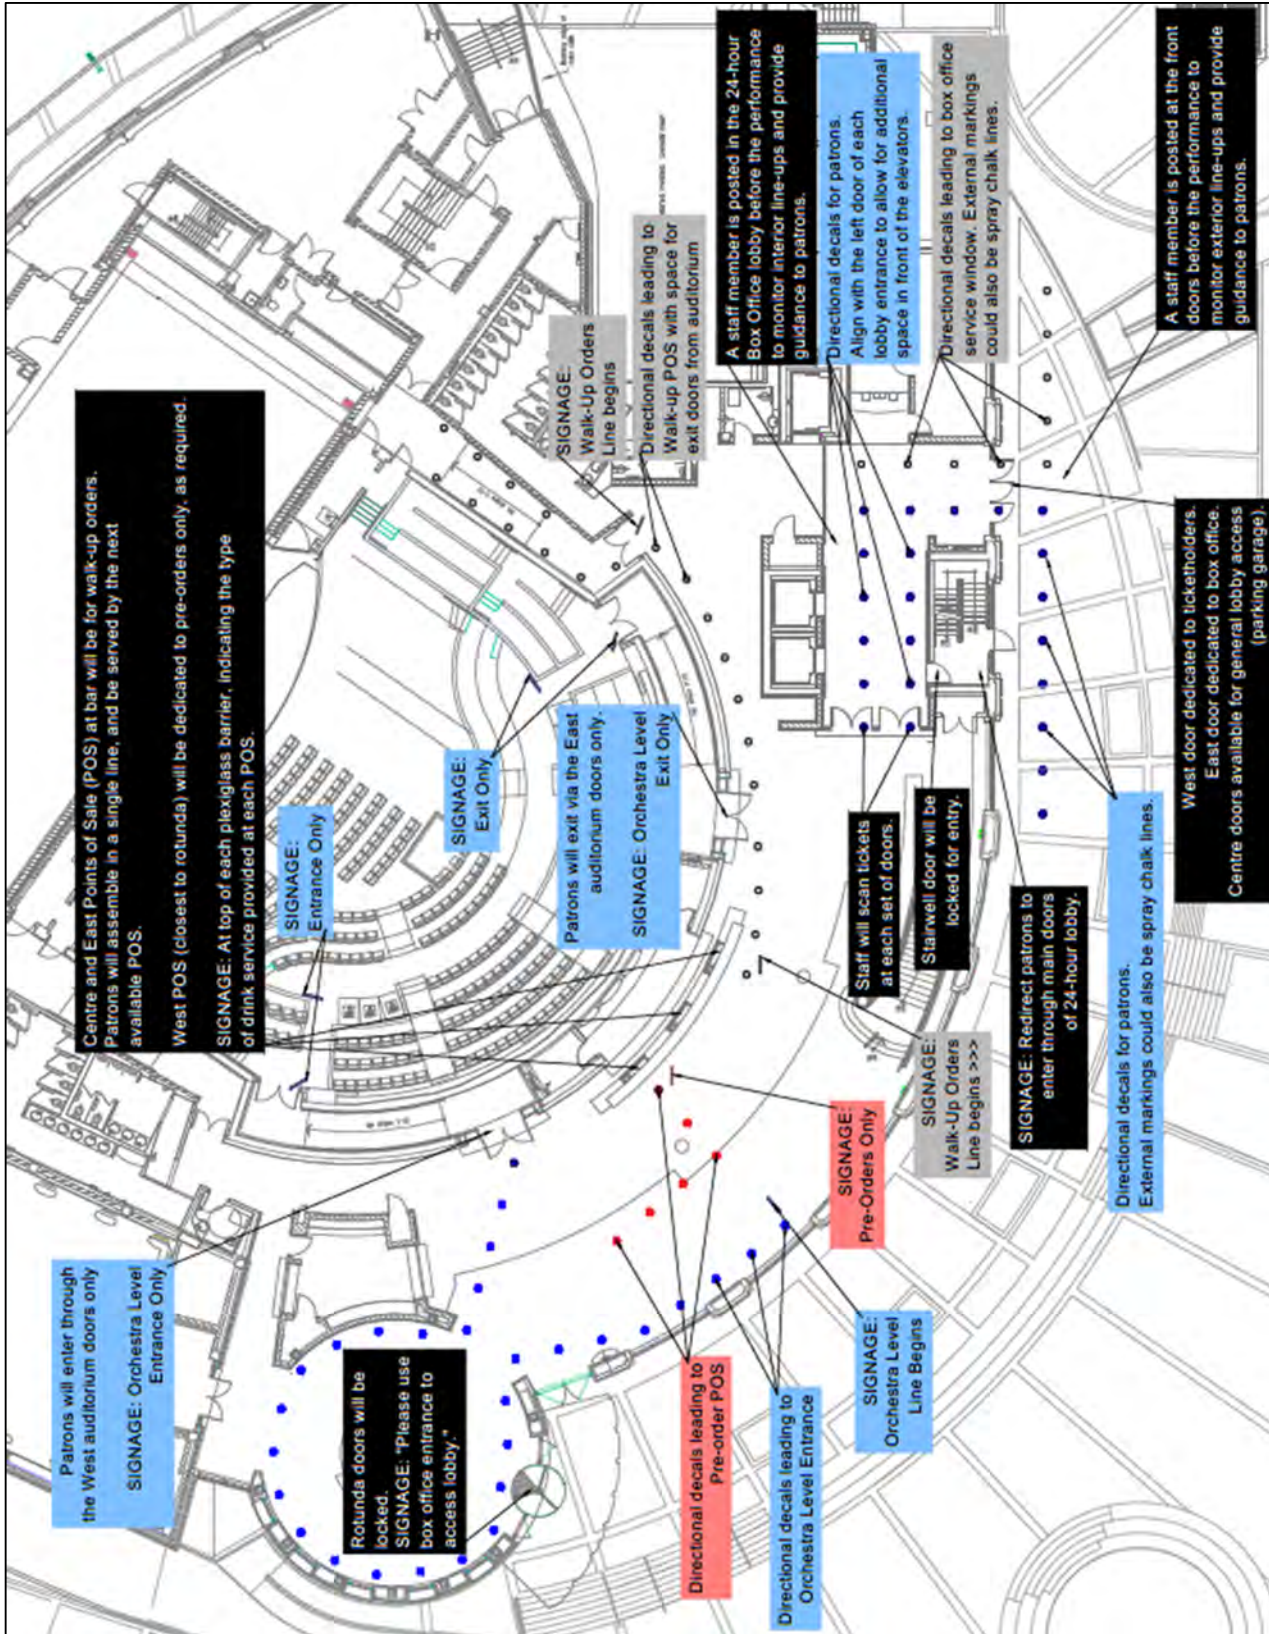 Patrons will enter through
the West auditorium doors only
SIGNAGE: Orchestra Level
Entrance Only
Centre and East Points of Sale (POS) at bar will be for walk-up orders.
Patrons will assemble in a single line, and be served by the next
available POS.
West POS (closest to rotunda) will be dedicated to pre-orders only, as required.
SIGNAGE: At top of each plexiglass barrier, indicating the type
of drink service provided at each POS.
SIGNAGE:
Entrance Only
Rotunda doors will be
locked.
SIGNAGE: "Please use
box office entrance to
access lobby."
SIGNAGE:
Exit Only
Patrons will exit via the East
auditorium doors only.
SIGNAGE: Orchestra Level
Exit Only
SIGNAGE:
Walk-Up Orders
Line begins
Directional decals leading to
Walk-up POS with space for
exit doors from auditorium
A staff member is posted in the 24-hour
Box Office lobby before the performance
to monitor interior line-ups and provide
guidance to patrons.
Directional decals for patrons.
Align with the left door of each
lobby entrance to allow for additional
space in front of the elevators.
Directional decals leading to box office
service window. External markings
could also be spray chalk lines.
A staff member is posted at the front
doors before the performance to
monitor exterior line-ups and provide
guidance to patrons.
Directional decals leading to
Pre-order POS
Directional decals leading to
Orchestra Level Entrance
SIGNAGE:
Orchestra Level
Line Begins
SIGNAGE:
Pre-Orders Only
SIGNAGE:
Walk-Up Orders
Line begins >>>
Staff will scan tickets
at each set of doors.
Stairwell door will be
locked for entry.
SIGNAGE: Redirect patrons to
enter through main doors
of 24-hour lobby.
Directional decals for patrons.
External markings could also be spray chalk lines.
West door dedicated to ticketholders.
East door dedicated to box office.
Centre doors available for general lobby access
(parking garage).